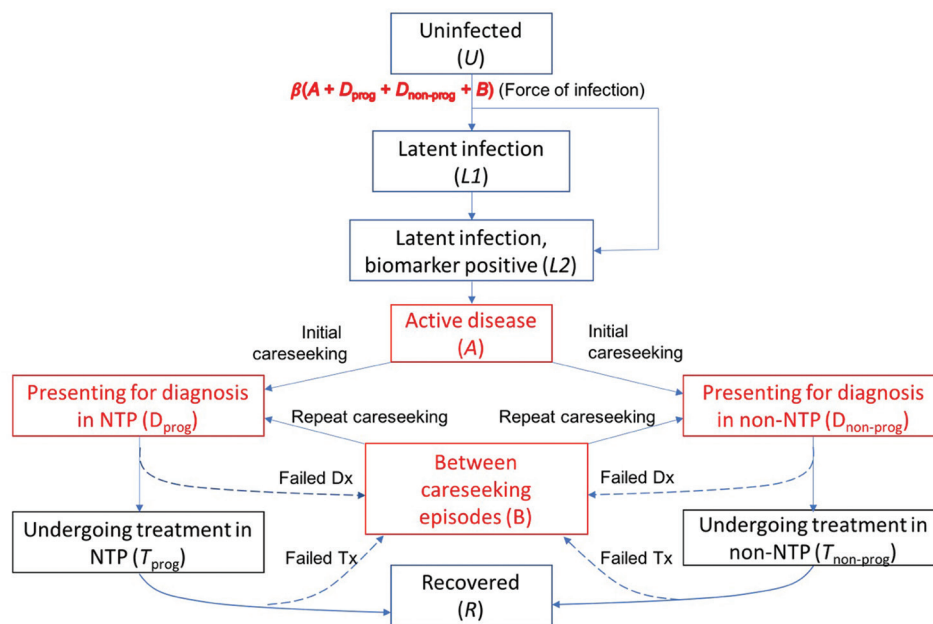 Uninfected
(U)
β(A + Dprog + Dnon-prog + B) (Force of infection)
Latent infection
(L1)
Latent infection,
biomarker positive (L2)
Active disease
(A)
Initial
careseeking
Initial
careseeking
Presenting for diagnosis
in NTP (Dprog)
Presenting for diagnosis
in non-NTP (Dnon-prog)
Repeat careseeking
Repeat careseeking
Between
careseeking
episodes (B)
Failed Dx
Failed Dx
Undergoing treatment in
NTP (Tprog)
Undergoing treatment in
non-NTP (Tnon-prog)
Failed Tx
Failed Tx
Recovered
(R)